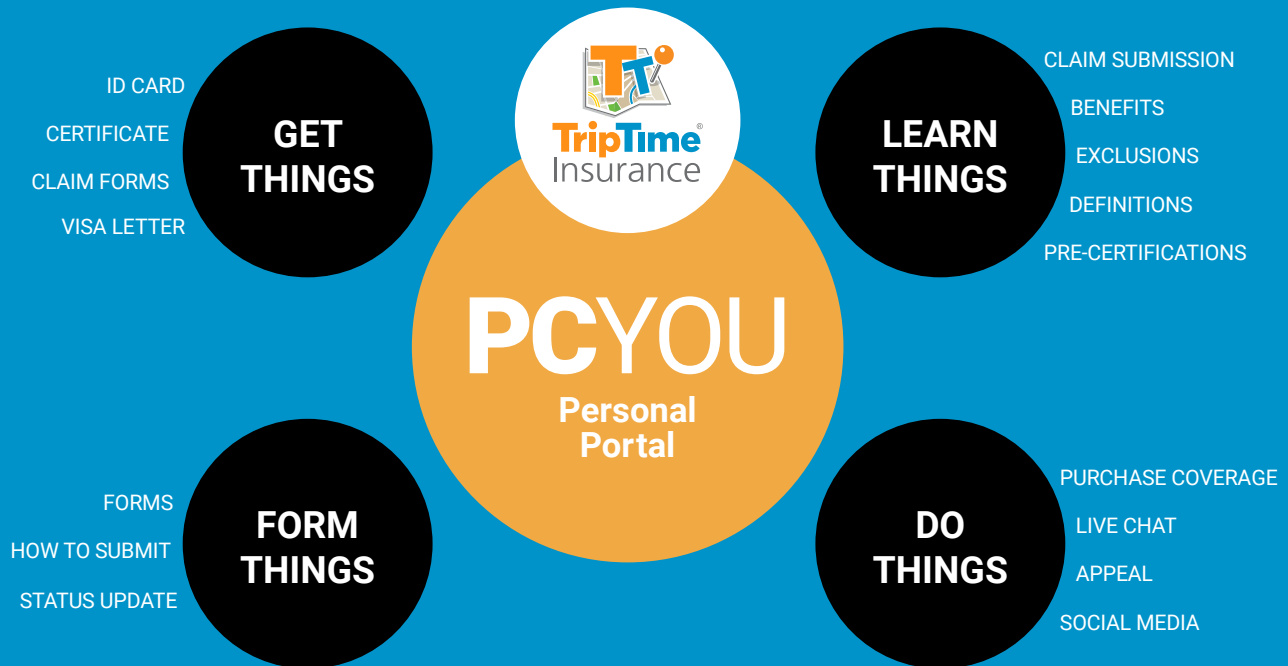 ID CARD
CERTIFICATE
CLAIM FORMS
VISA LETTER
GET
THINGS
TT
TripTime®
Insurance
LEARN
THINGS
CLAIM SUBMISSION
BENEFITS
EXCLUSIONS
DEFINITIONS
PRE-CERTIFICATIONS
PCYOU
Personal
Portal
FORMS
HOW TO SUBMIT
STATUS UPDATE
FORM
THINGS
DO
THINGS
PURCHASE COVERAGE
LIVE CHAT
APPEAL
SOCIAL MEDIA